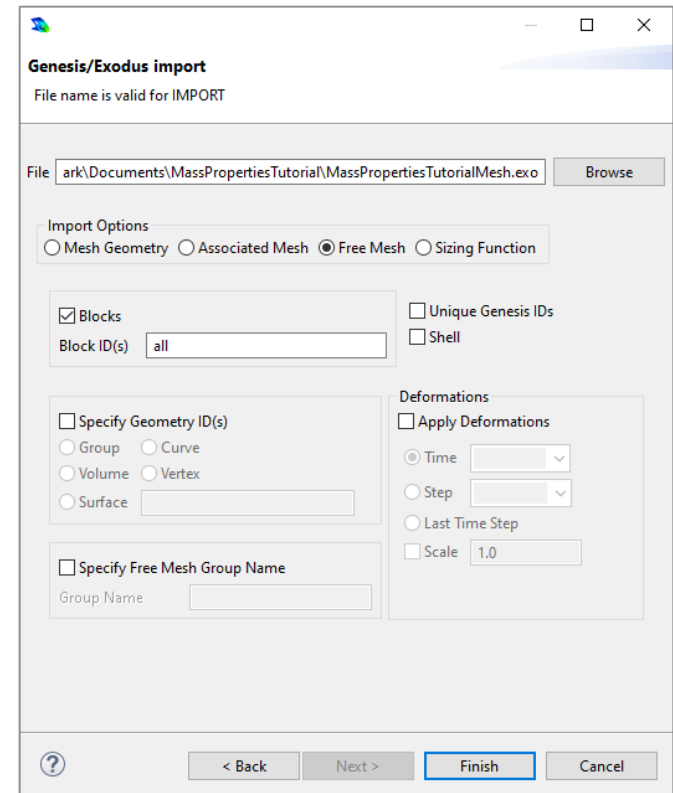 Genesis/Exodus import
File name is valid for IMPORT
File ark\Documents\MassPropertiesTutorial\MassPropertiesTutorialMesh.exo Browse
Import Options
Mesh Geometry Associated Mesh Free Mesh Sizing Function
Blocks
Block ID(s) all
Unique Genesis IDs
Shell
Specify Geometry ID(s)
Group Curve
Volume Vertex
Surface
Specify Free Mesh Group Name
Group Name
Deformations
Apply Deformations
Time
Step
Last Time Step
Scale 1.0
? < Back Next > Finish Cancel